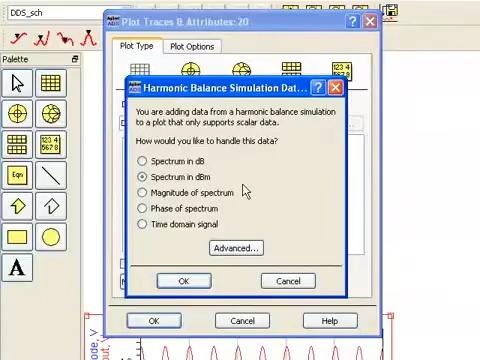 DDS_sch
Plot Traces & Attributes:20
Plot Type
Plot Options
Palette
Harmonic Balance Simulation Dat...
You are adding data from a harmonic balance simulation
to a plot that only supports scalar data.
How would you like to handle this data?
Spectrum in dB
Spectrum in dBm
Magnitude of spectrum
Phase of spectrum
Time domain signal
Advanced...
OK
Cancel
OK
Cancel
Help
Eqn
A